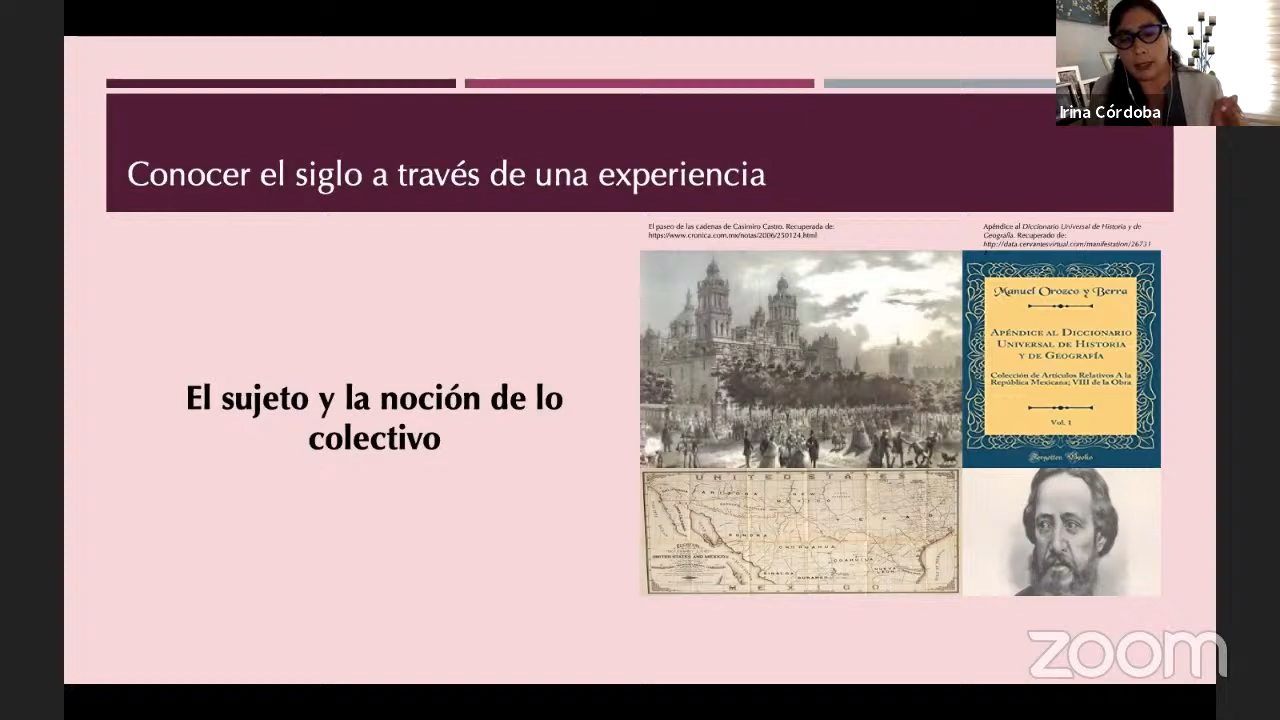 Irina Córdoba
Conocer el siglo a través de una experiencia
El paseo de las cadenas de Casimiro Castro. Recuperada de:
https://www.cronica.com.mx/notas/2006/230124.html
Apéndice al Diccionario Universal de Historia y de
Geografía. Recuperado de:
http://data.cervantesvirtual.com/manifestation/26731
El sujeto y la noción de lo
colectivo
Manuel Orozco y Berra
Apéndice al Diccionario
Universal de Historia
y de Geografía
Colección de Artículos Relativos A la
República Mexicana; VIII de la Obra
Vol. 1
Forgotten Books
UNITED STATES
SONORA
CHIHUAHUA
COAHUILA
SINALOA
DURANGO
MEXICO
zoom